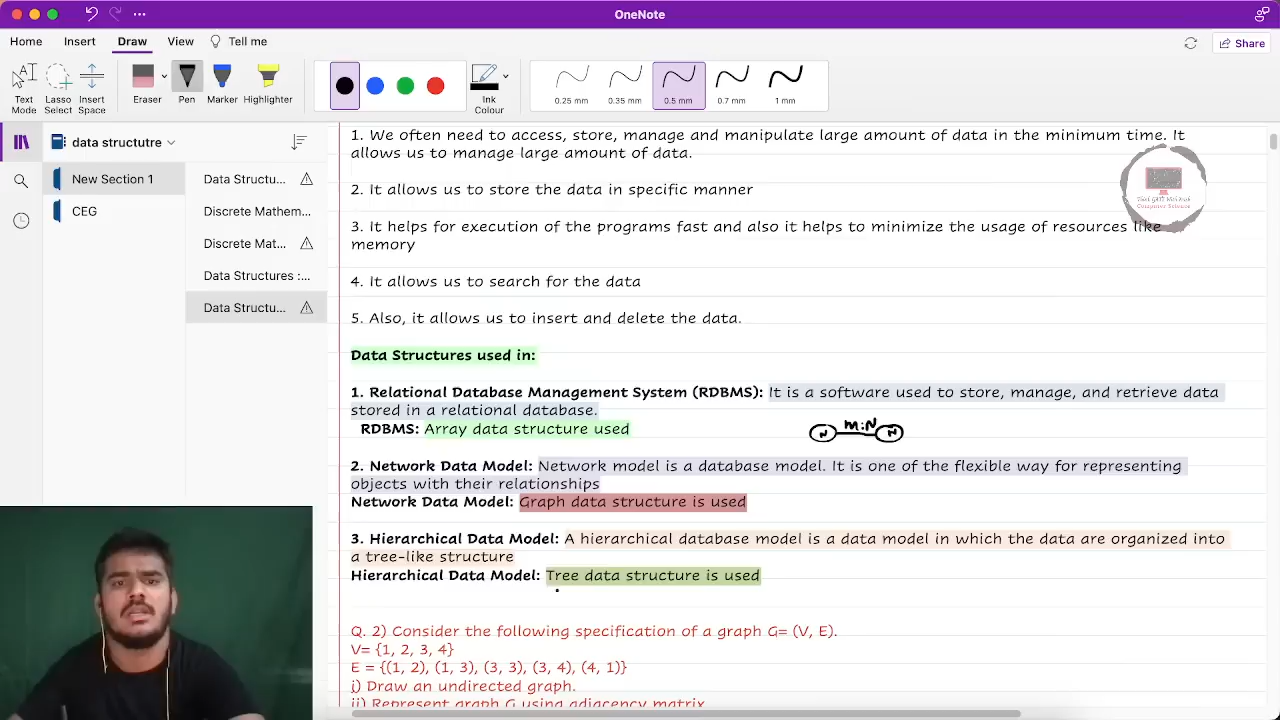 OneNote
Home Insert Draw View Tell me
Share
Text Mode
Lasso Select
Insert Space
Eraser
Pen
Marker
Highlighter
Ink Colour
0.25 mm
0.35 mm
0.5 mm
0.7 mm
1 mm
data structutre
New Section 1
CEG
Data Structu...
Discrete Mathem...
Discrete Mat...
Data Structures :...
Data Structu...
1. We often need to access, store, manage and manipulate large amount of data in the minimum time. It
allows us to manage large amount of data.
2. It allows us to store the data in specific manner
3. It helps for execution of the programs fast and also it helps to minimize the usage of resources like
memory
4. It allows us to search for the data
5. Also, it allows us to insert and delete the data.
Data Structures used in:
1. Relational Database Management System (RDBMS): It is a software used to store, manage, and retrieve data
stored in a relational database.
RDBMS: Array data structure used
N M:N N
2. Network Data Model: Network model is a database model. It is one of the flexible way for representing
objects with their relationships
Network Data Model: Graph data structure is used
3. Hierarchical Data Model: A hierarchical database model is a data model in which the data are organized into
a tree-like structure
Hierarchical Data Model: Tree data structure is used
Q. 2) Consider the following specification of a graph G= (V, E).
V= {1, 2, 3, 4}
E = {(1, 2), (1, 3), (3, 3), (3, 4), (4, 1)}
i) Draw an undirected graph.
ii) Represent graph G using adjacency matrix
Computer Science